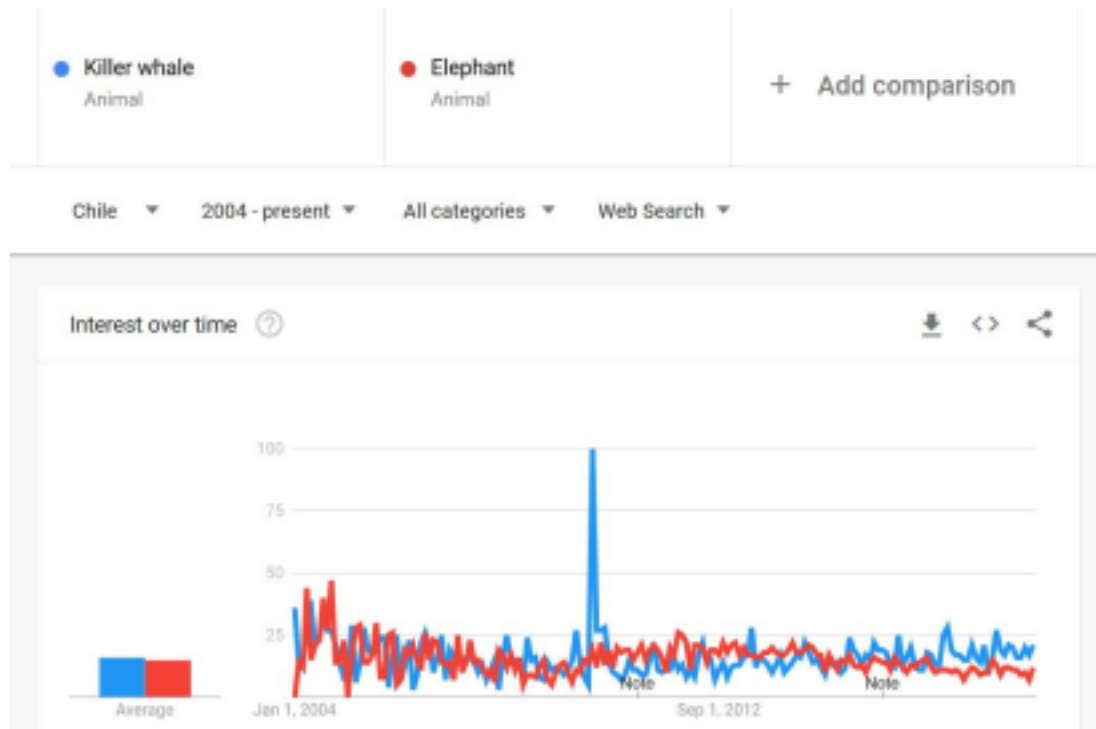 Killer whale
Animal
Elephant
Animal
+ Add comparison
Chile
2004 - present
All categories
Web Search
Interest over time ?
100
75
50
25
Note
Note
Average
Jan 1, 2004
Sep 1, 2012